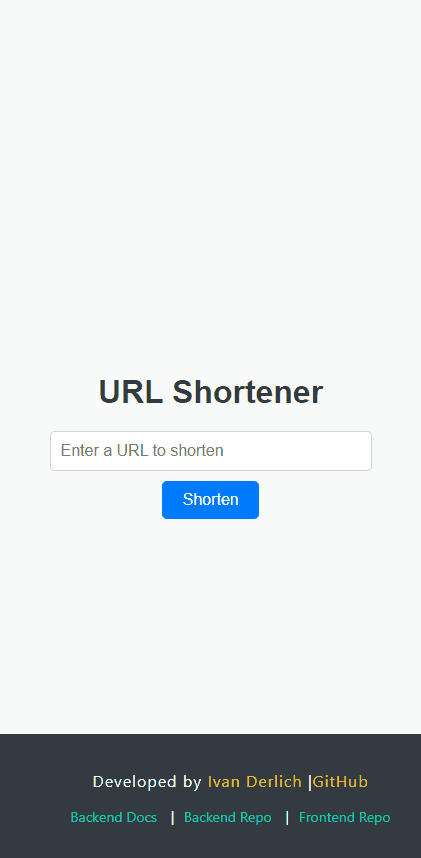 URL Shortener
Enter a URL to shorten
Shorten
Developed by Ivan Derlich |GitHub
Backend Docs | Backend Repo | Frontend Repo